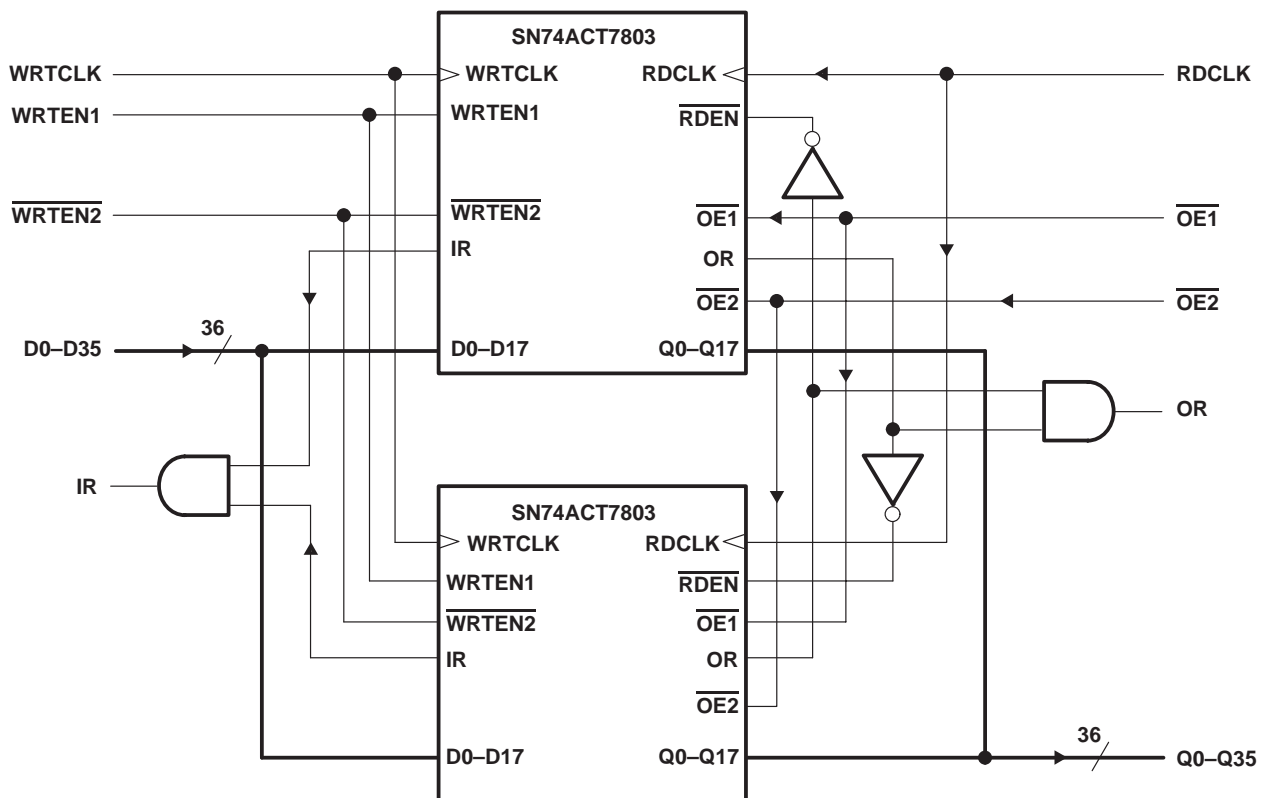 SN74ACT7803
WRTCLK
WRTCLK
RDCLK
RDCLK
WRTEN1
WRTEN1
RDEN
WRTEN2
WRTEN2
OE1
OE1
IR
OR
OE2
OE2
36
D0–D35
D0–D17
Q0–Q17
OR
IR
SN74ACT7803
WRTCLK
RDCLK
WRTEN1
RDEN
WRTEN2
OE1
IR
OR
OE2
36
D0–D17
Q0–Q17
Q0–Q35